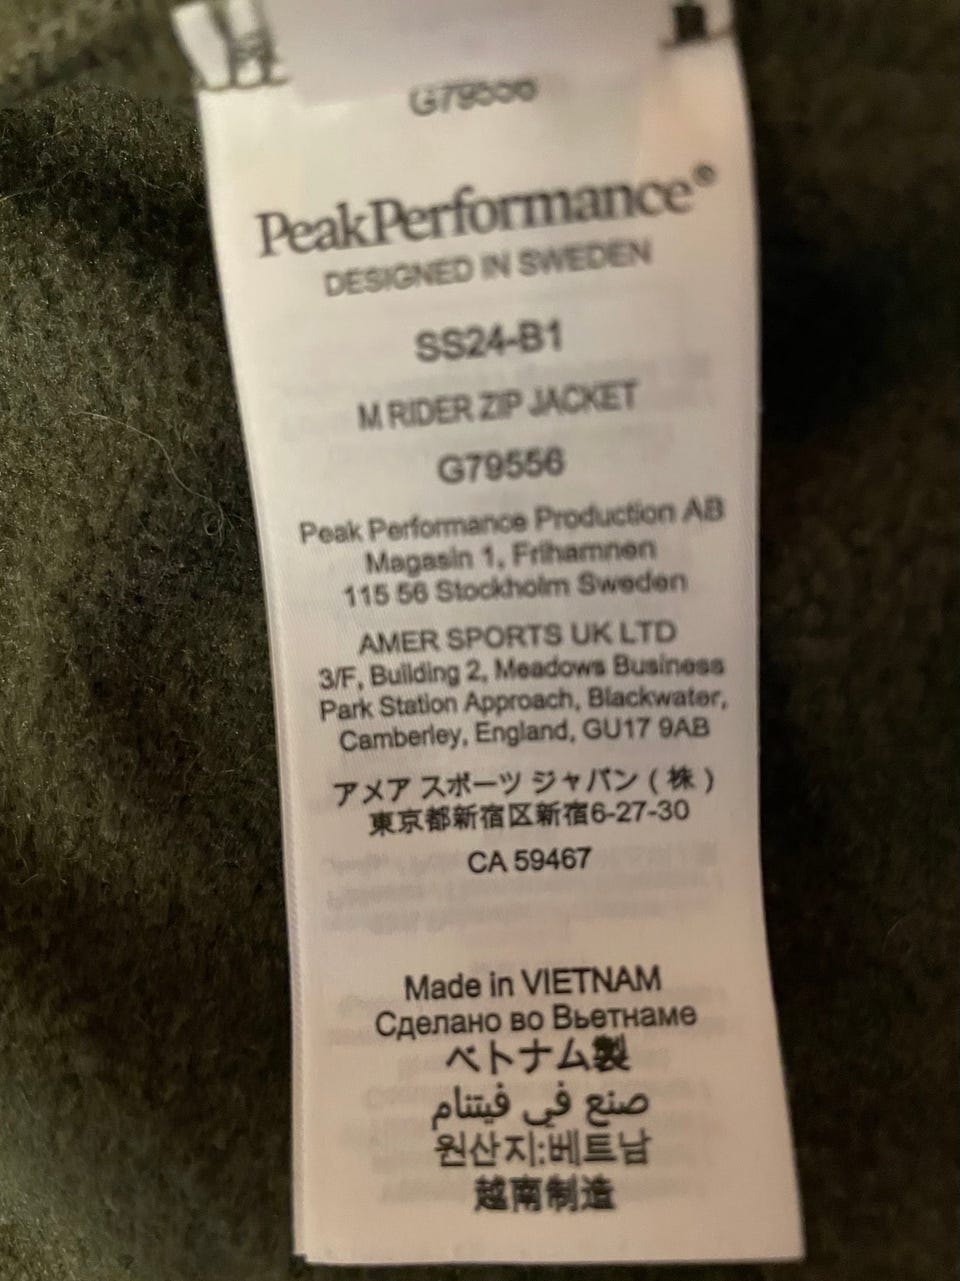 G79556
PeakPerformance®
DESIGNED IN SWEDEN
SS24-B1
M RIDER ZIP JACKET
G79556
Peak Performance Production AB
Magasin 1, Frihamnen
115 56 Stockholm Sweden
AMER SPORTS UK LTD
3/F, Building 2, Meadows Business
Park Station Approach, Blackwater,
Camberley, England, GU17 9AB
アメア スポーツ ジャパン ( 株 )
東京都新宿区新宿6-27-30
CA 59467
Made in VIETNAM
Сделано во Вьетнаме
ベトナム製
صنع في فيتنام
원산지:베트남
越南制造